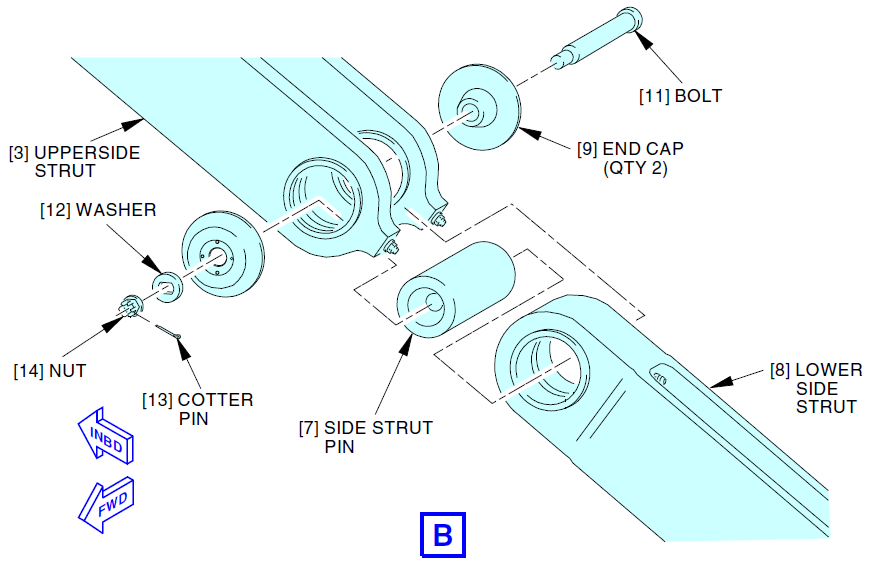 [11] BOLT
[3] UPPERSIDE
STRUT
[9] END CAP
(QTY 2)
[12] WASHER
[14] NUT
[13] COTTER
PIN
[7] SIDE STRUT
PIN
[8] LOWER
SIDE
STRUT
INBD
FWD
B